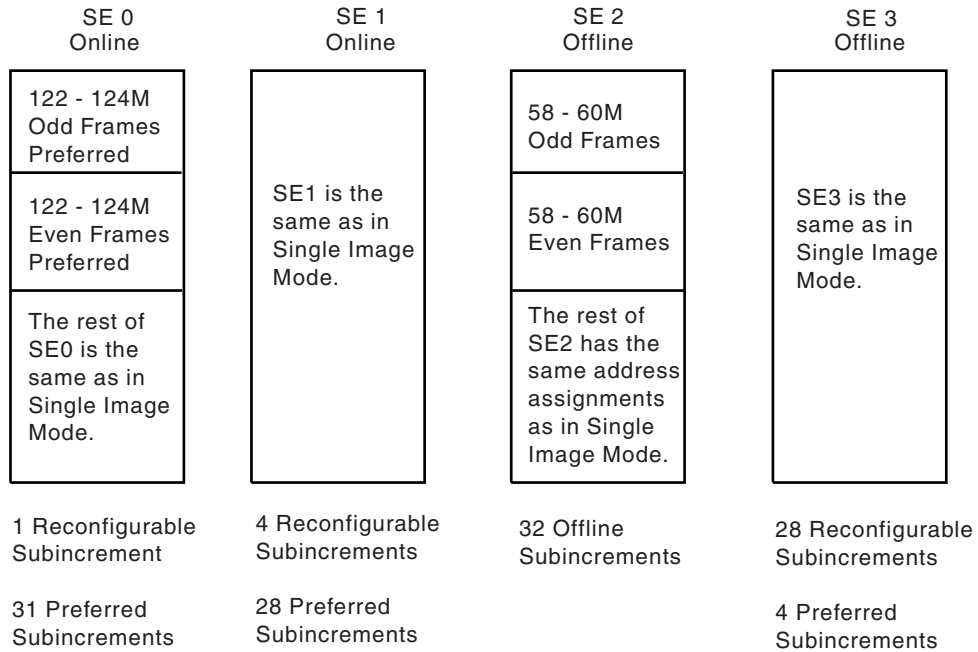 SE 0
Online
SE 1
Online
SE 2
Offline
SE 3
Offline
122 - 124M
Odd Frames
Preferred
122 - 124M
Even Frames
Preferred
The rest of
SE0 is the
same as in
Single Image
Mode.
SE1 is the
same as in
Single Image
Mode.
58 - 60M
Odd Frames
58 - 60M
Even Frames
The rest of
SE2 has the
same address
assignments
as in Single
Image Mode.
SE3 is the
same as in
Single Image
Mode.
1 Reconfigurable
Subincrement
31 Preferred
Subincrements
4 Reconfigurable
Subincrements
28 Preferred
Subincrements
32 Offline
Subincrements
28 Reconfigurable
Subincrements
4 Preferred
Subincrements